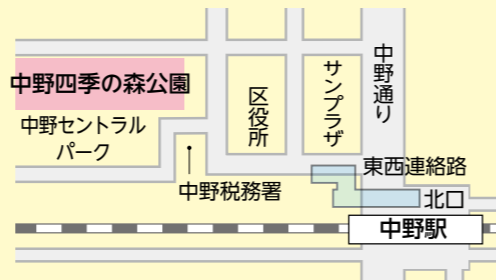 中野四季の森公園
中野セントラル
パーク
中野税務署
区役所
サンプラザ
中野通り
東西連絡路
北口
中野駅